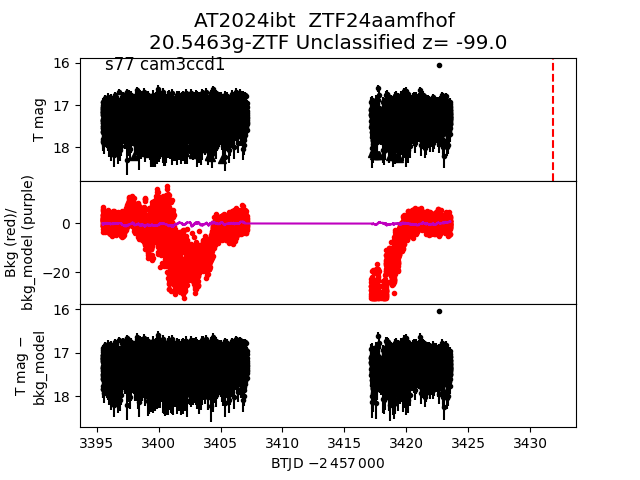 AT2024ibt  ZTF24aamfhof
20.5463g-ZTF Unclassified z= -99.0
s77 cam3ccd1
16
17
18
T mag
0
−20
Bkg (red)/
bkg_model (purple)
16
17
18
T mag −
bkg_model
3395 3400 3405 3410 3415 3420 3425 3430
BTJD −2 457 000